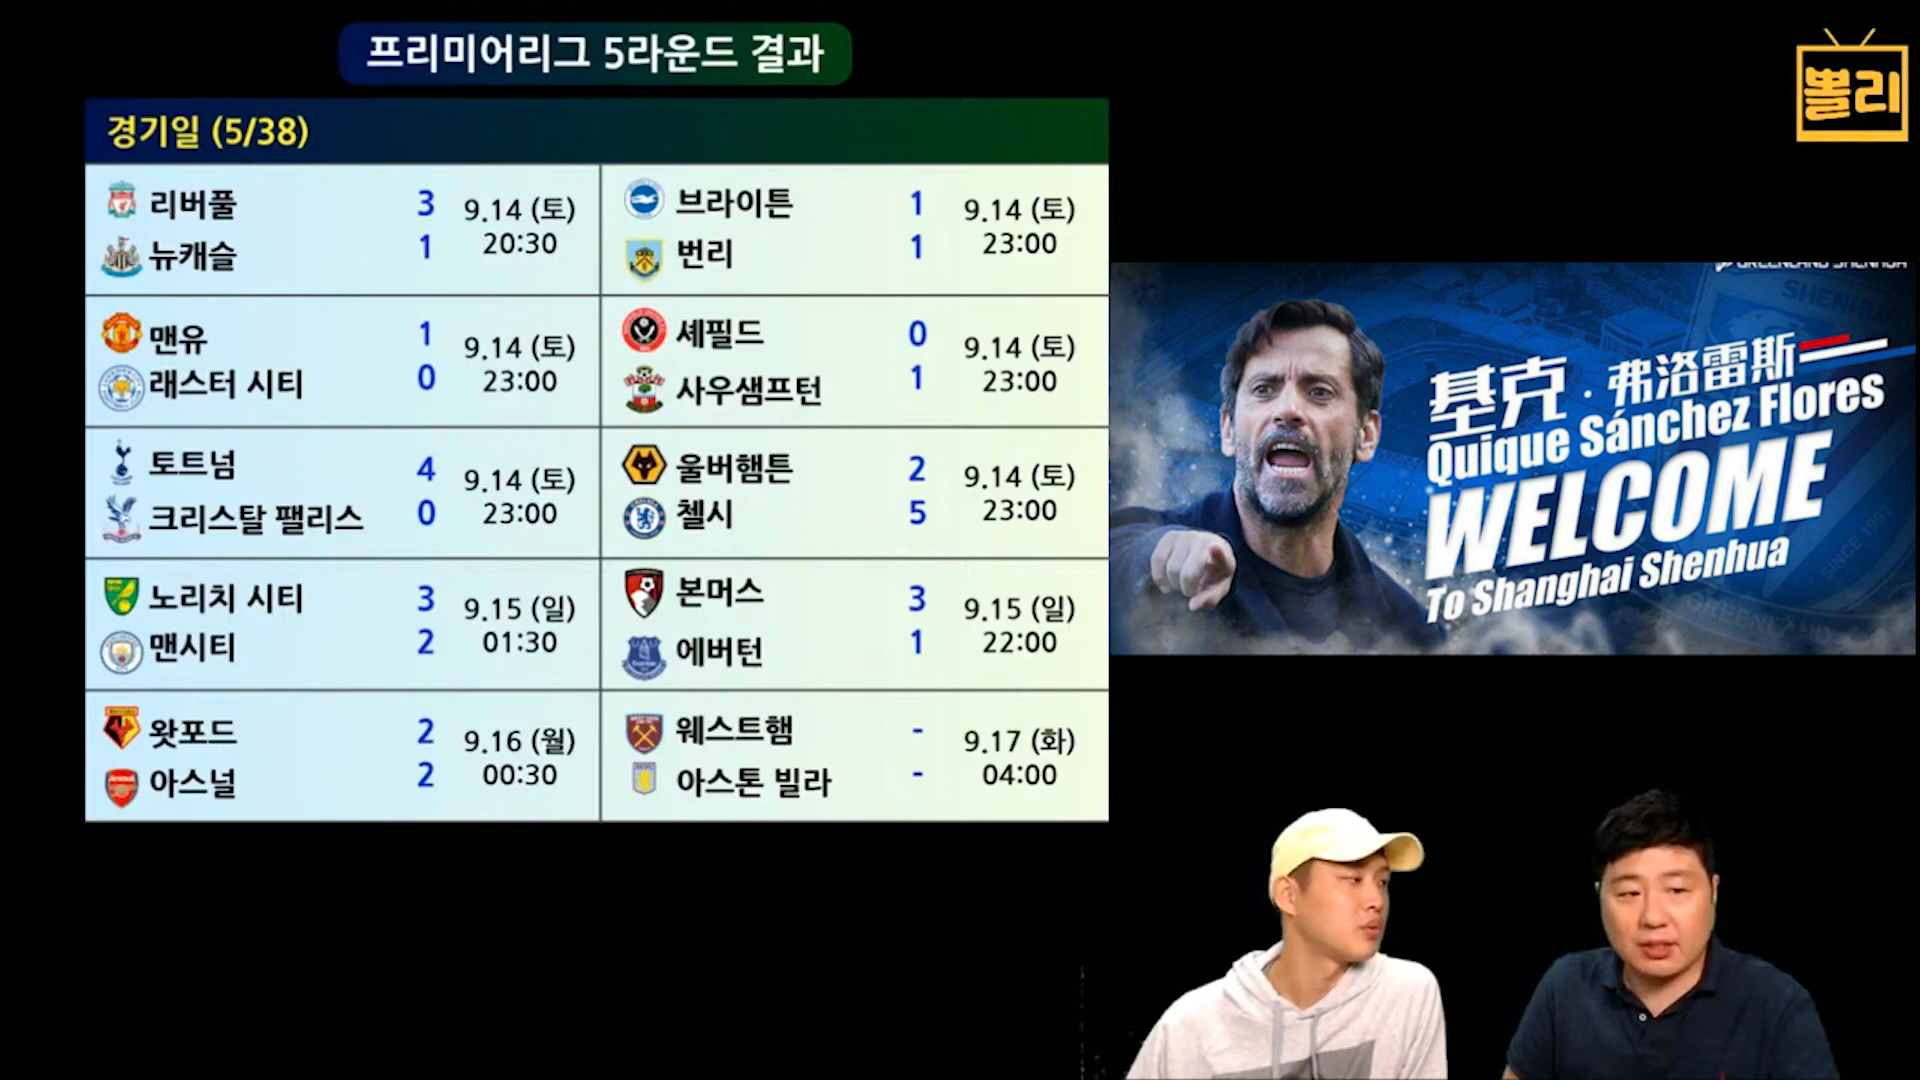 프리미어리그 5라운드 결과
뽈리
경기일 (5/38)
리버풀 3
뉴캐슬 1
9.14 (토)
20:30
브라이튼 1
번리 1
9.14 (토)
23:00
맨유 1
래스터 시티 0
9.14 (토)
23:00
셰필드 0
사우샘프턴 1
9.14 (토)
23:00
토트넘 4
크리스탈 팰리스 0
9.14 (토)
23:00
울버햄튼 2
첼시 5
9.14 (토)
23:00
노리치 시티 3
맨시티 2
9.15 (일)
01:30
본머스 3
에버턴 1
9.15 (일)
22:00
왓포드 2
아스널 2
9.16 (월)
00:30
웨스트햄 -
아스톤 빌라 -
9.17 (화)
04:00
GREENLAND SHENHUA
SHENHUA
基克·弗洛雷斯
Quique Sánchez Flores
WELCOME
To Shanghai Shenhua
SINCE 1993
GREENLAND